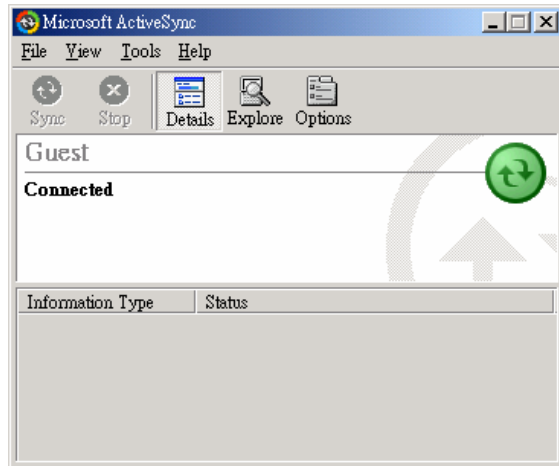 Microsoft ActiveSync
File View Tools Help
Sync Stop Details Explore Options
Guest
Connected
Information Type Status